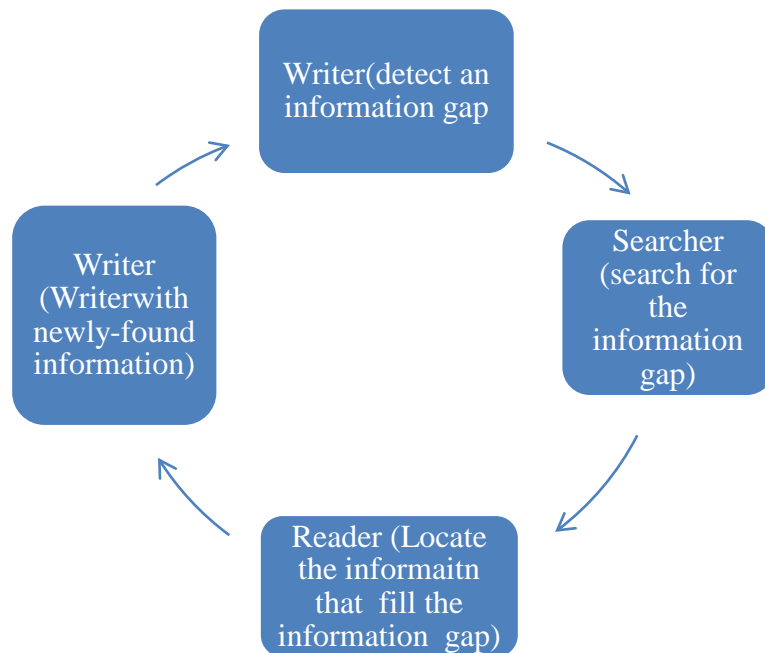 Writer(detect an
information gap
Searcher
(search for
the
information
gap)
Reader (Locate
the informaitn
that fill the
information gap)
Writer
(Writerwith
newly-found
information)